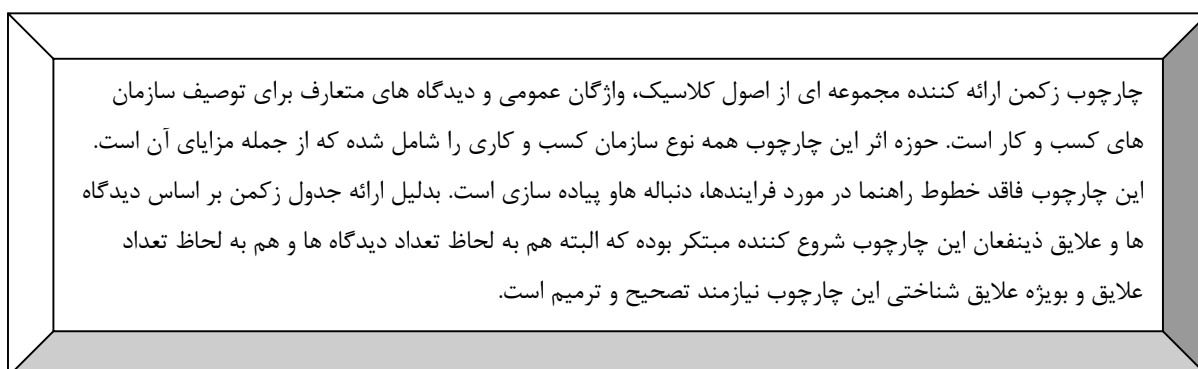 چارچوب زکمن ارائه کننده مجموعه ای از اصول کلاسیک، واژگان عمومی و دیدگاه های متعارف برای توصیف سازمان
های کسب و کار است. حوزه اثر این چارچوب همه نوع سازمان کسب و کاری را شامل شده که از جمله مزایای آن است.
این چارچوب فاقد خطوط راهنما در مورد فرایندها، دنباله هاو پیاده سازی است. بدلیل ارائه جدول زکمن بر اساس دیدگاه
ها و علایق ذینفعان این چارچوب شروع کننده مبتکر بوده که البته هم به لحاظ تعداد دیدگاه ها و هم به لحاظ تعداد
علایق و بویژه علایق شناختی این چارچوب نیازمند تصحیح و ترمیم است.